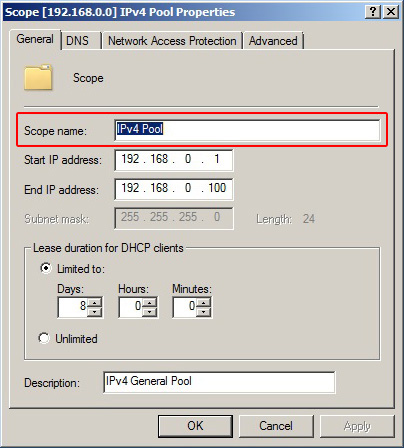 Scope [192.168.0.0] IPv4 Pool Properties
General DNS Network Access Protection Advanced
Scope
Scope name: IPv4 Pool
Start IP address: 192 . 168 . 0 . 1
End IP address: 192 . 168 . 0 . 100
Subnet mask: 255 . 255 . 255 . 0 Length: 24
Lease duration for DHCP clients
Limited to:
Days: Hours: Minutes:
8 0 0
Unlimited
Description: IPv4 General Pool
OK Cancel Apply